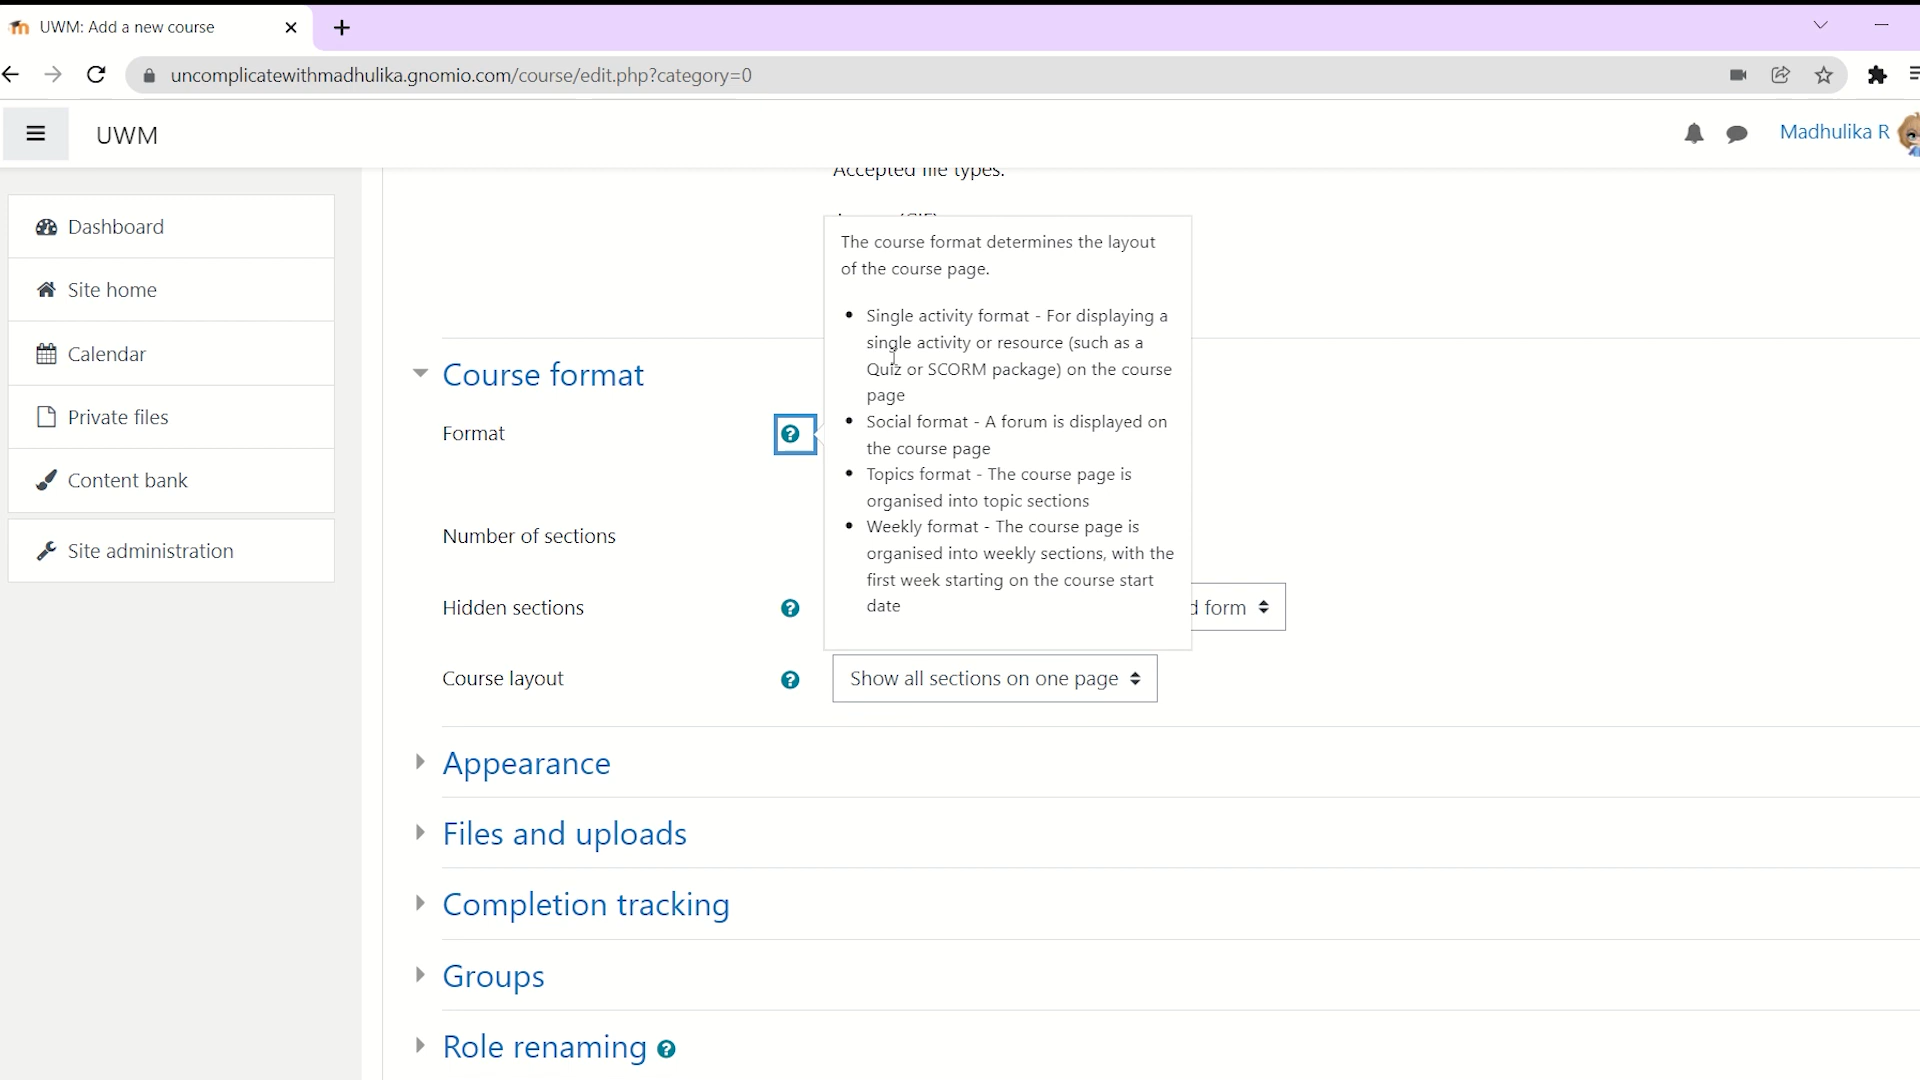 UWM: Add a new course
uncomplicatewithmadhulika.gnomio.com/course/edit.php?category=0
UWM
Madhulika R
Dashboard
Site home
Calendar
Private files
Content bank
Site administration
Accepted file types:
The course format determines the layout
of the course page.
• Single activity format - For displaying a
single activity or resource (such as a
Quiz or SCORM package) on the course
page
• Social format - A forum is displayed on
the course page
• Topics format - The course page is
organised into topic sections
• Weekly format - The course page is
organised into weekly sections, with the
first week starting on the course start
date
Course format
Format
Number of sections
Hidden sections
d form
Course layout
Show all sections on one page
Appearance
Files and uploads
Completion tracking
Groups
Role renaming